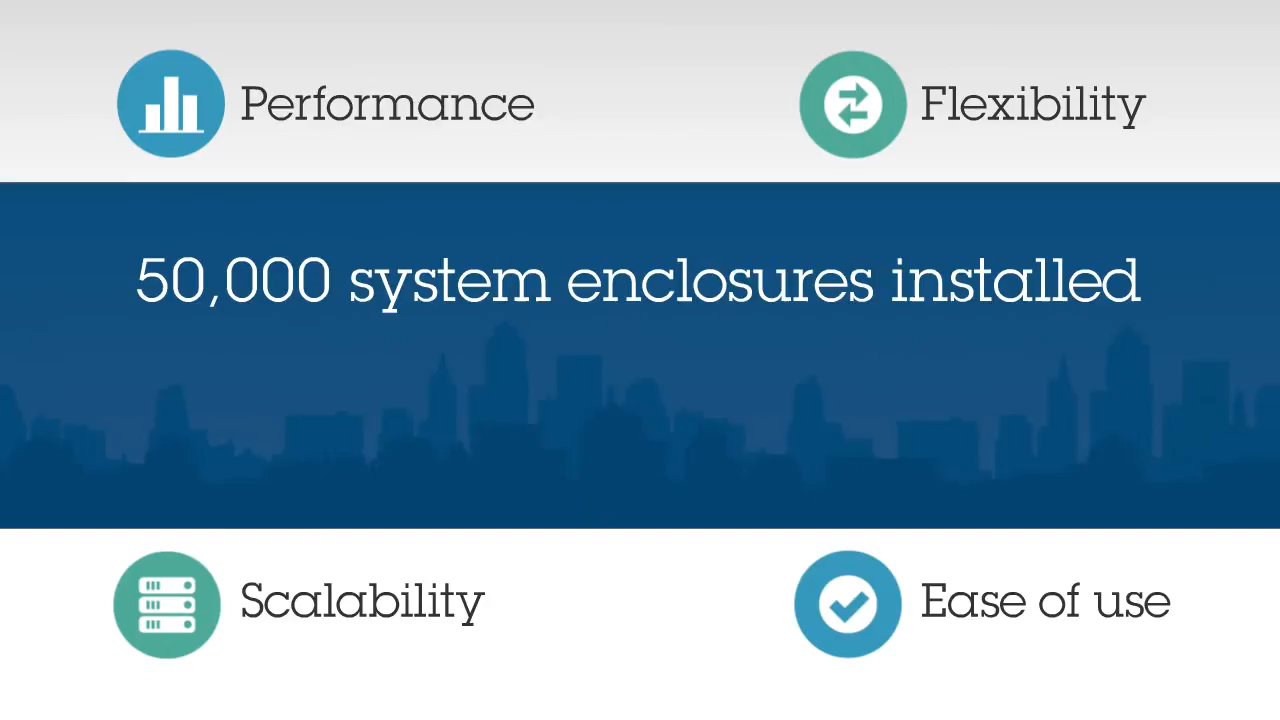 Performance
Flexibility
50,000 system enclosures installed
Scalability
Ease of use